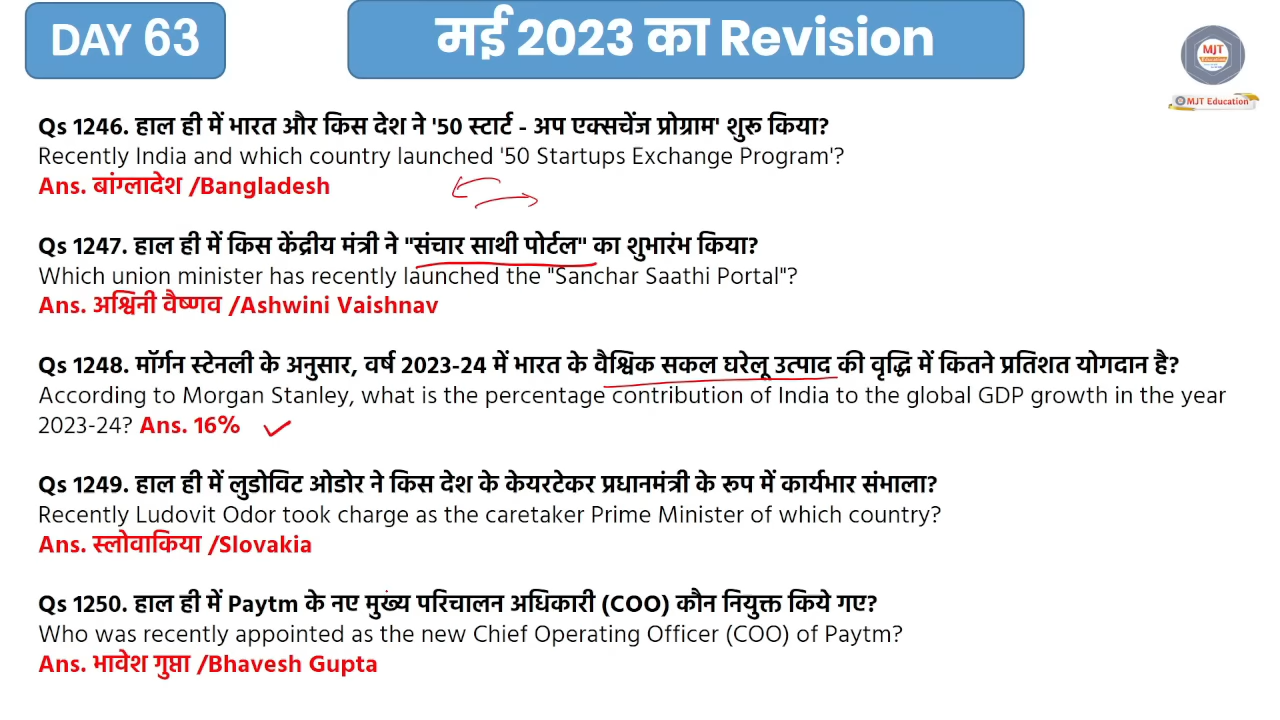 DAY 63
मई 2023 का Revision
MJT
Education
MJT Education
Qs 1246. हाल ही में भारत और किस देश ने '50 स्टार्ट - अप एक्सचेंज प्रोग्राम' शुरू किया?
Recently India and which country launched '50 Startups Exchange Program'?
Ans. बांग्लादेश /Bangladesh
Qs 1247. हाल ही में किस केंद्रीय मंत्री ने "संचार साथी पोर्टल" का शुभारंभ किया?
Which union minister has recently launched the "Sanchar Saathi Portal"?
Ans. अश्विनी वैष्णव /Ashwini Vaishnav
Qs 1248. मॉर्गन स्टेनली के अनुसार, वर्ष 2023-24 में भारत के वैश्विक सकल घरेलू उत्पाद की वृद्धि में कितने प्रतिशत योगदान है?
According to Morgan Stanley, what is the percentage contribution of India to the global GDP growth in the year
2023-24? Ans. 16%
Qs 1249. हाल ही में लुडोविट ओडोर ने किस देश के केयरटेकर प्रधानमंत्री के रूप में कार्यभार संभाला?
Recently Ludovit Odor took charge as the caretaker Prime Minister of which country?
Ans. स्लोवाकिया /Slovakia
Qs 1250. हाल ही में Paytm के नए मुख्य परिचालन अधिकारी (COO) कौन नियुक्त किये गए?
Who was recently appointed as the new Chief Operating Officer (COO) of Paytm?
Ans. भावेश गुप्ता /Bhavesh Gupta